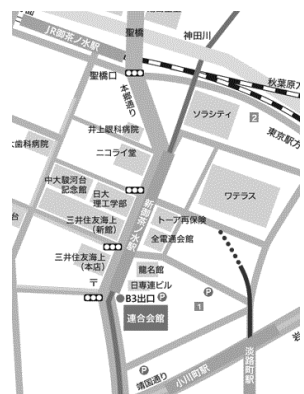 聖橋
神田川
JR御茶ノ水駅
聖橋口
本郷通り
秋葉原方
ソラシティ
2
東京駅方
井上眼科病院
ニコライ堂
大歯科病院
中大駿河台
記念館
日大
理工学部
ワテラス
三井住友海上
(新館)
トーア再保険
全電通会館
新御茶ノ水駅
三井住友海上
(本店)
龍名館
日専連ビル
〒
B3出口
P
P
1
連合会館
淡路町駅
小川町駅
P
靖国通り
P